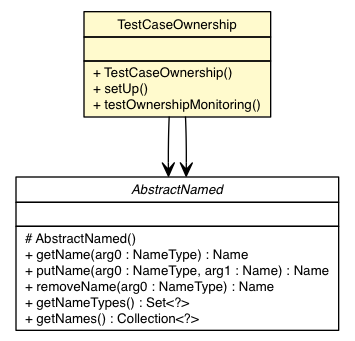 TestCaseOwnership
+ TestCaseOwnership()
+ setUp()
+ testOwnershipMonitoring()
AbstractNamed
# AbstractNamed()
+ getName(arg0 : NameType) : Name
+ putName(arg0 : NameType, arg1 : Name) : Name
+ removeName(arg0 : NameType) : Name
+ getNameTypes() : Set<?>
+ getNames() : Collection<?>